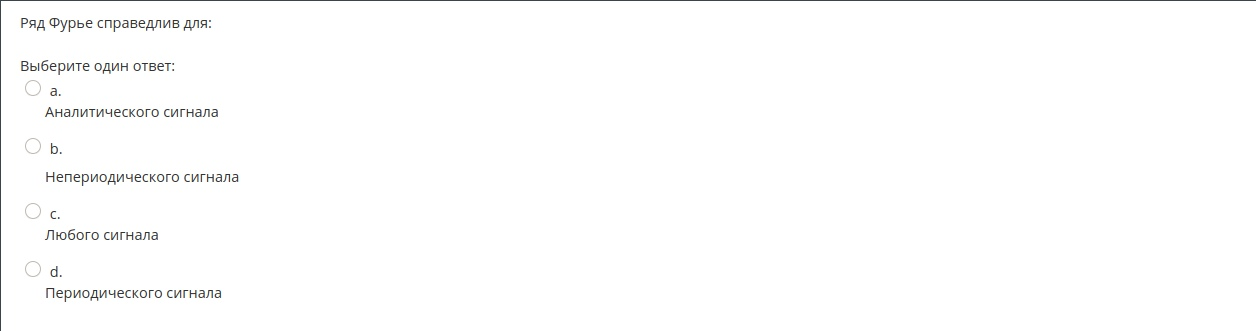 Ряд Фурье справедлив для:
Выберите один ответ:
a.
Аналитического сигнала
b.
Непериодического сигнала
c.
Любого сигнала
d.
Периодического сигнала